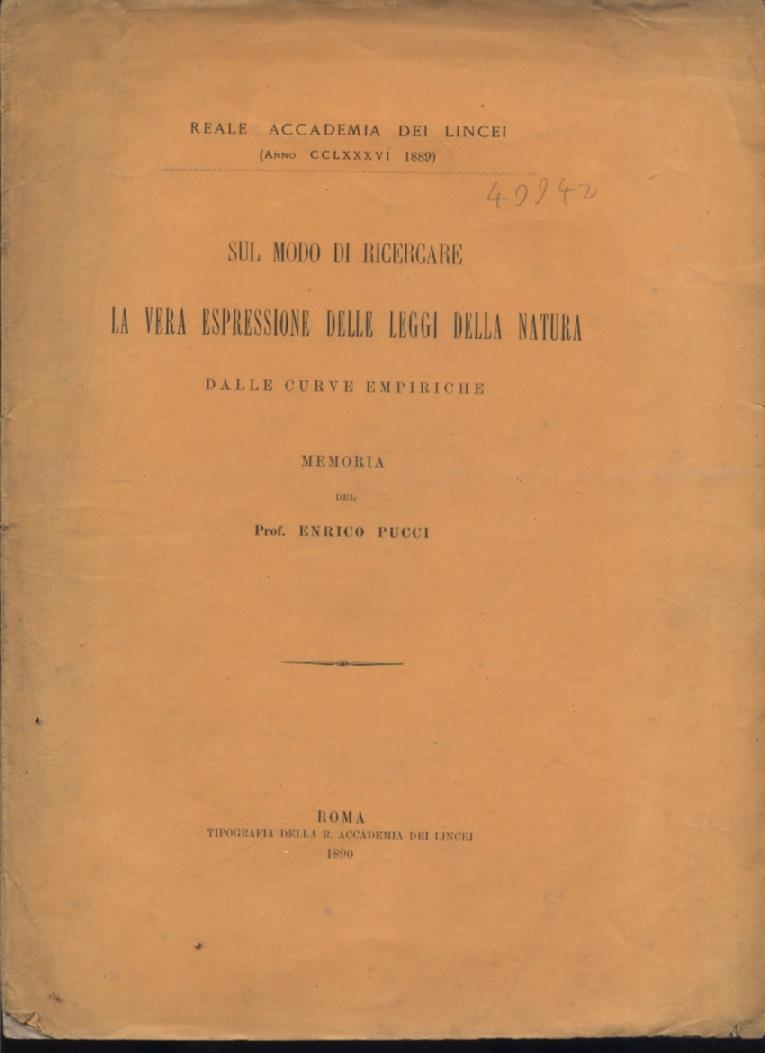 REALE ACCADEMIA DEI LINCEI
(ANNO CCLXXXVI 1889)
49942
SUL MODO DI RICERCARE
LA VERA ESPRESSIONE DELLE LEGGI DELLA NATURA
DALLE CURVE EMPIRICHE
MEMORIA
DEL
Prof. ENRICO PUCCI
ROMA
TIPOGRAFIA DELLA R. ACCADEMIA DEI LINCEI
1890